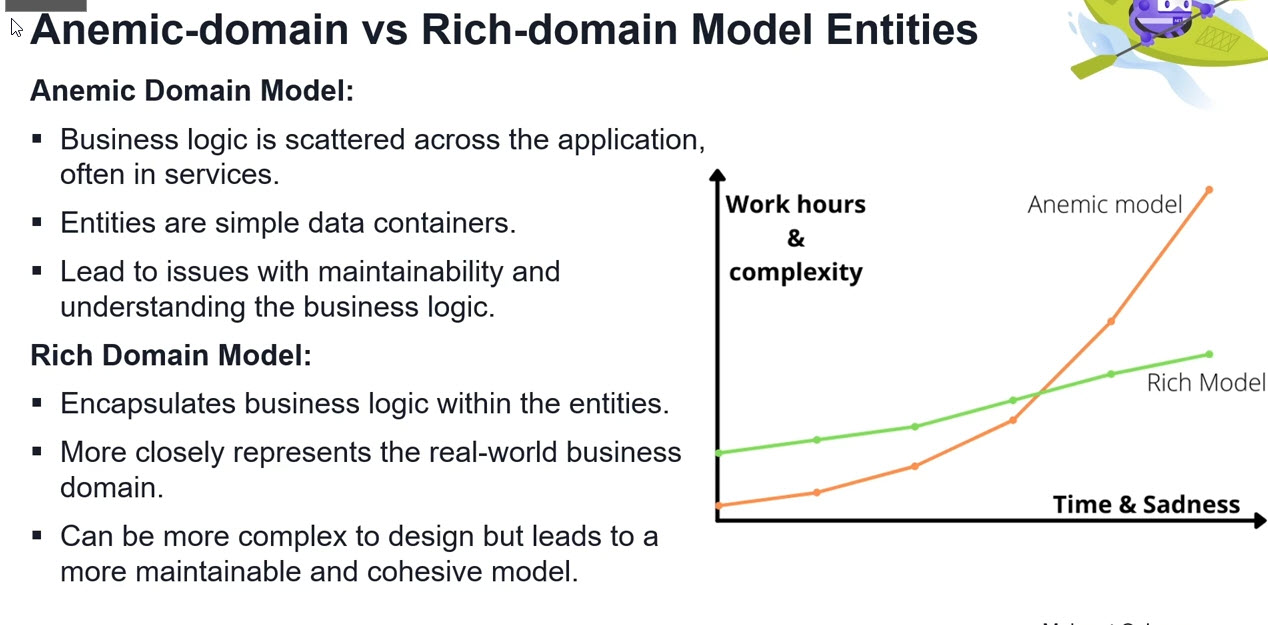 Anemic-domain vs Rich-domain Model Entities
Anemic Domain Model:
▪ Business logic is scattered across the application,
often in services.
▪ Entities are simple data containers.
▪ Lead to issues with maintainability and
understanding the business logic.
Rich Domain Model:
▪ Encapsulates business logic within the entities.
▪ More closely represents the real-world business
domain.
▪ Can be more complex to design but leads to a
more maintainable and cohesive model.
Work hours
&
complexity
Anemic model
Rich Model
Time & Sadness